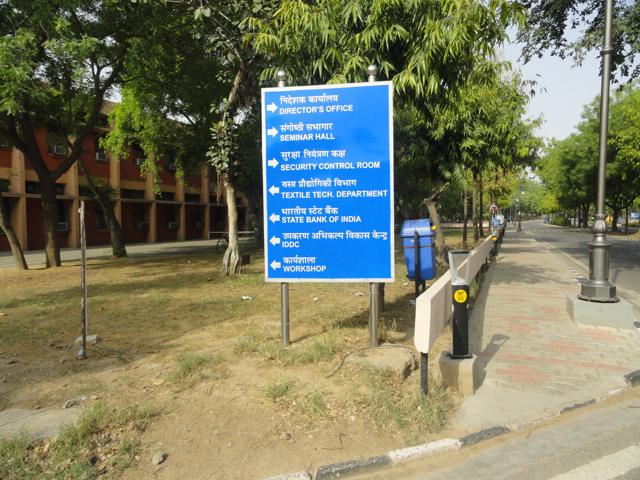 निदेशक कार्यालय
DIRECTOR'S OFFICE
संगोष्ठी सभागार
SEMINAR HALL
सुरक्षा नियंत्रण कक्ष
SECURITY CONTROL ROOM
वस्त्र प्रौद्योगिकी विभाग
TEXTILE TECH. DEPARTMENT
भारतीय स्टेट बैंक
STATE BANK OF INDIA
उपकरण अभिकल्प विकास केन्द्र
IDDC
कार्यशाला
WORKSHOP